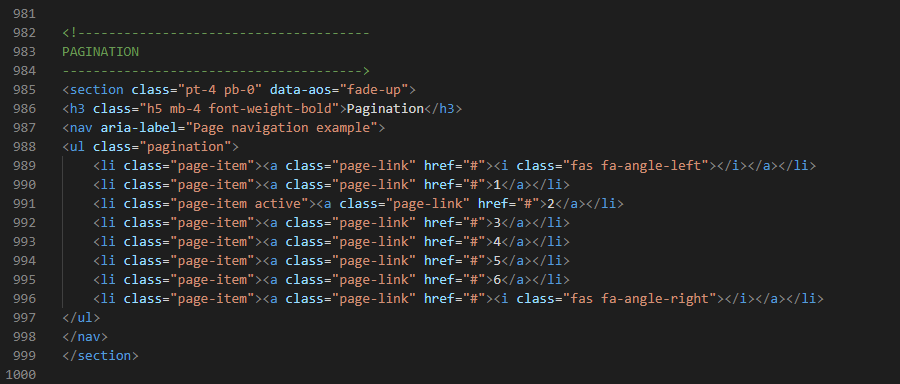 981
982 <!--------------------------------------
983 PAGINATION
984 --------------------------------------->
985 <section class="pt-4 pb-0" data-aos="fade-up">
986 <h3 class="h5 mb-4 font-weight-bold">Pagination</h3>
987 <nav aria-label="Page navigation example">
988 <ul class="pagination">
989     <li class="page-item"><a class="page-link" href="#"><i class="fas fa-angle-left"></i></a></li>
990     <li class="page-item"><a class="page-link" href="#">1</a></li>
991     <li class="page-item active"><a class="page-link" href="#">2</a></li>
992     <li class="page-item"><a class="page-link" href="#">3</a></li>
993     <li class="page-item"><a class="page-link" href="#">4</a></li>
994     <li class="page-item"><a class="page-link" href="#">5</a></li>
995     <li class="page-item"><a class="page-link" href="#">6</a></li>
996     <li class="page-item"><a class="page-link" href="#"><i class="fas fa-angle-right"></i></a></li>
997 </ul>
998 </nav>
999 </section>
1000